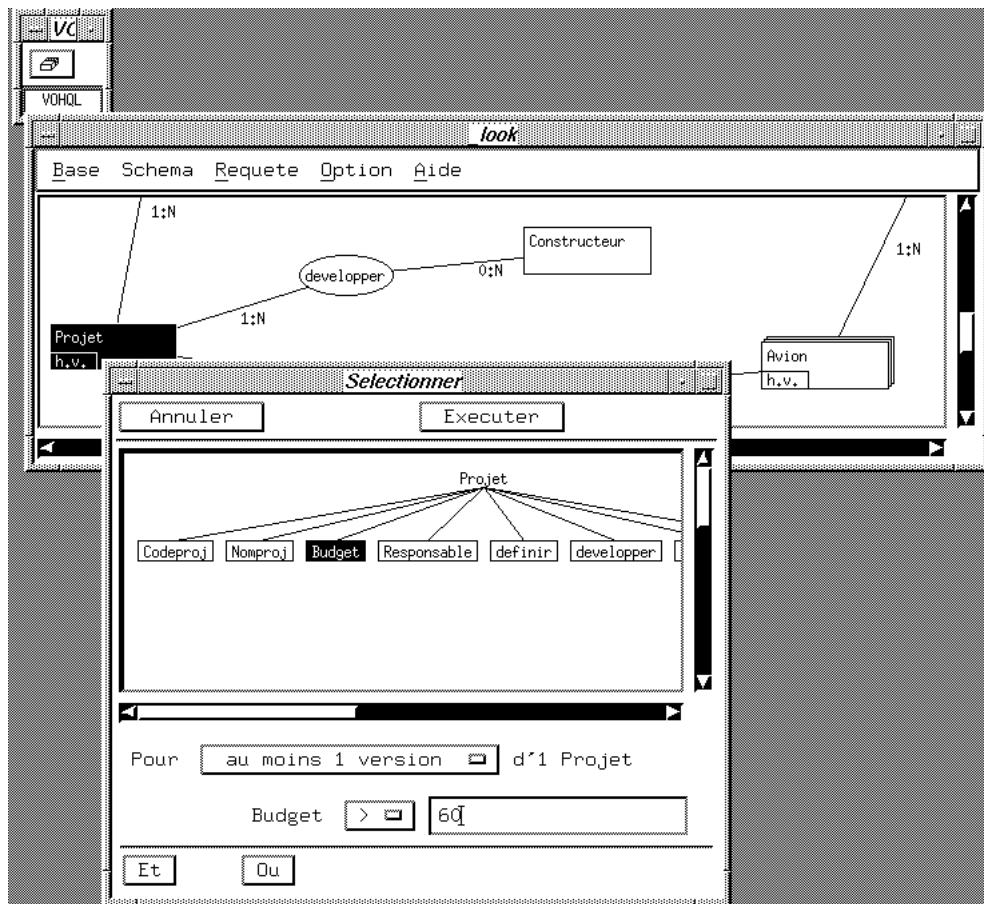 VC
VOHQL
look
Base Schema Requete Option Aide
1:N
Constructeur
1:N
developper
0:N
1:N
Projet
h.v.
Avion
h.v.
Selectionner
Annuler Executer
Projet
Codeproj Nomproj Budget Responsable definir developper
Pour au moins 1 version d'1 Projet
Budget > 60
Et Ou